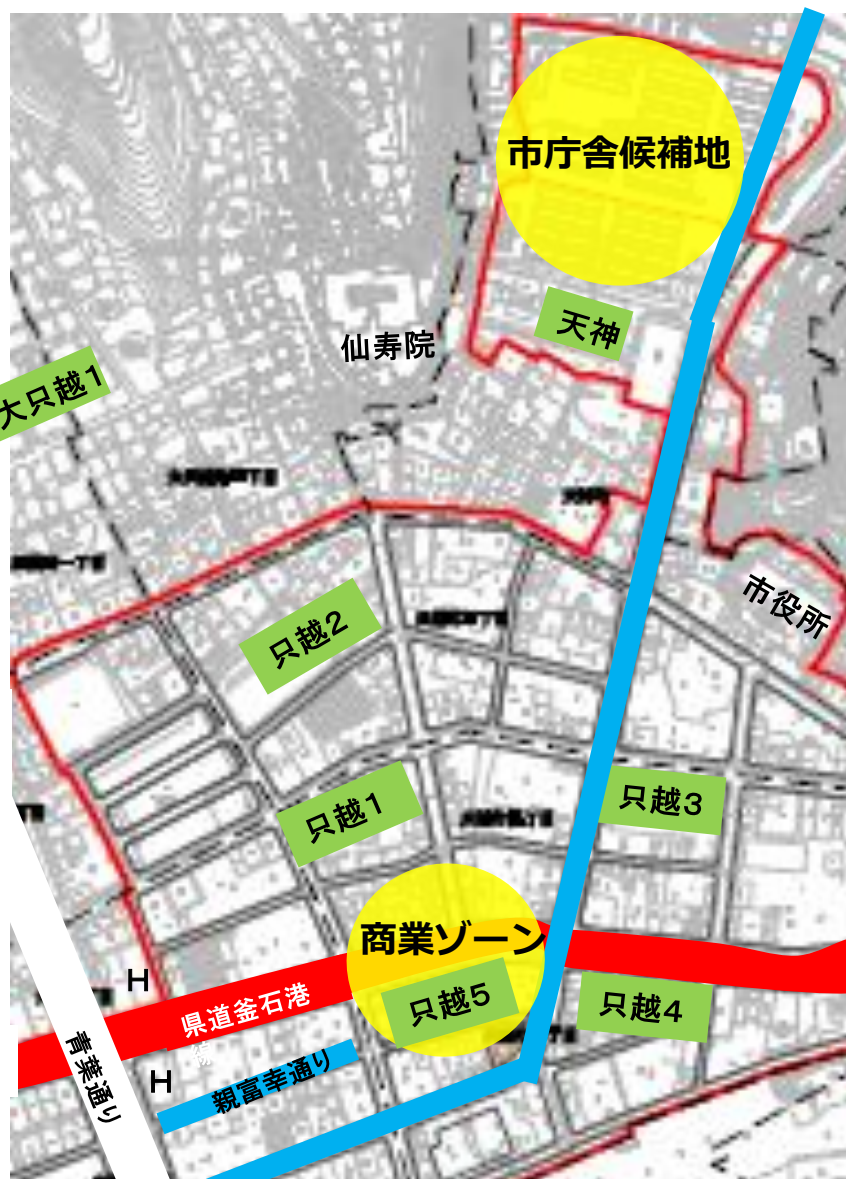 市庁舎候補地
天神
仙寿院
大只越1
市役所
只越2
只越3
只越1
商業ゾーン
只越5
只越4
H
県道釜石港
線
H
親富幸通り
青葉通り